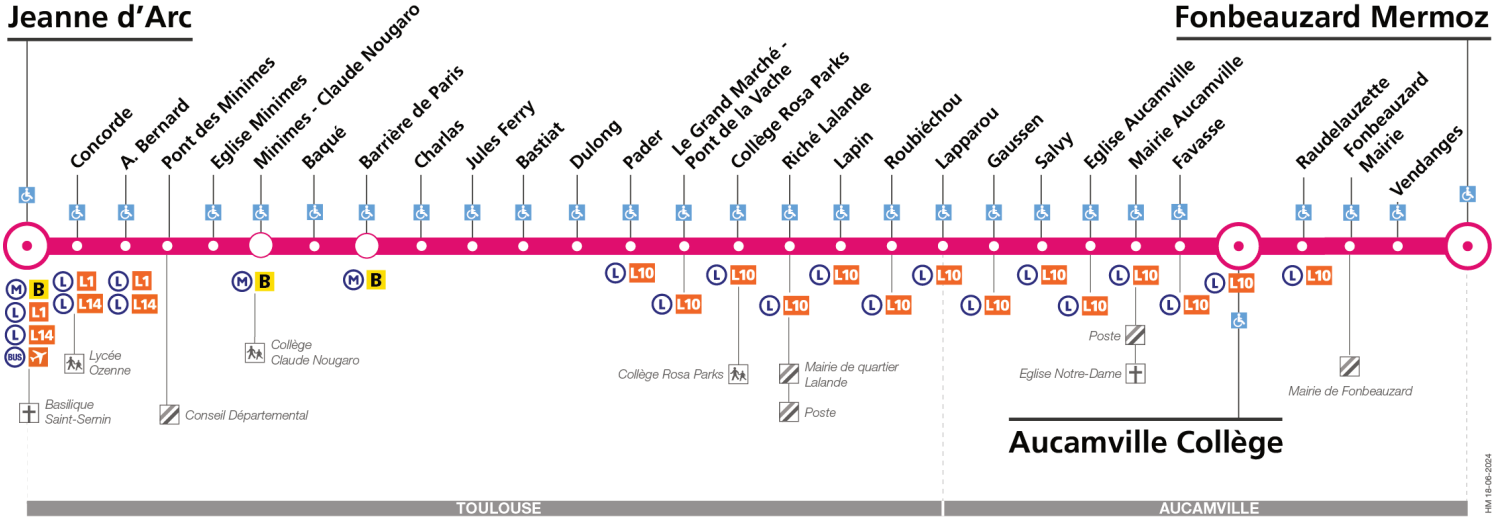 Jeanne d’Arc
Fonbeauzard Mermoz
Concorde
A. Bernard
Pont des Minimes
Eglise Minimes
Minimes - Claude Nougaro
Baqué
Barrière de Paris
Charlas
Jules Ferry
Bastiat
Dulong
Pader
Le Grand Marché -
Pont de la Vache
Collège Rosa Parks
Riché Lalande
Lapin
Roubiéchou
Lapparou
Gaussen
Salvy
Eglise Aucamville
Mairie Aucamville
Favasse
Raudelauzette
Fonbeauzard
Mairie
Vendanges
M B
L L1
L L14
BUS
L L1
L L14
L L1
L L14
M B
M B
L L10
L L10
L L10
L L10
L L10
L L10
L L10
L L10
L L10
L L10
L L10
L L10
L L10
L L10
Lycée
Ozenne
Collège
Claude Nougaro
Basilique
Saint-Sernin
Conseil Départemental
Collège Rosa Parks
Mairie de quartier
Lalande
Poste
Poste
Eglise Notre-Dame
Mairie de Fonbeauzard
Aucamville Collège
TOULOUSE
AUCAMVILLE
HM 18-06-2024